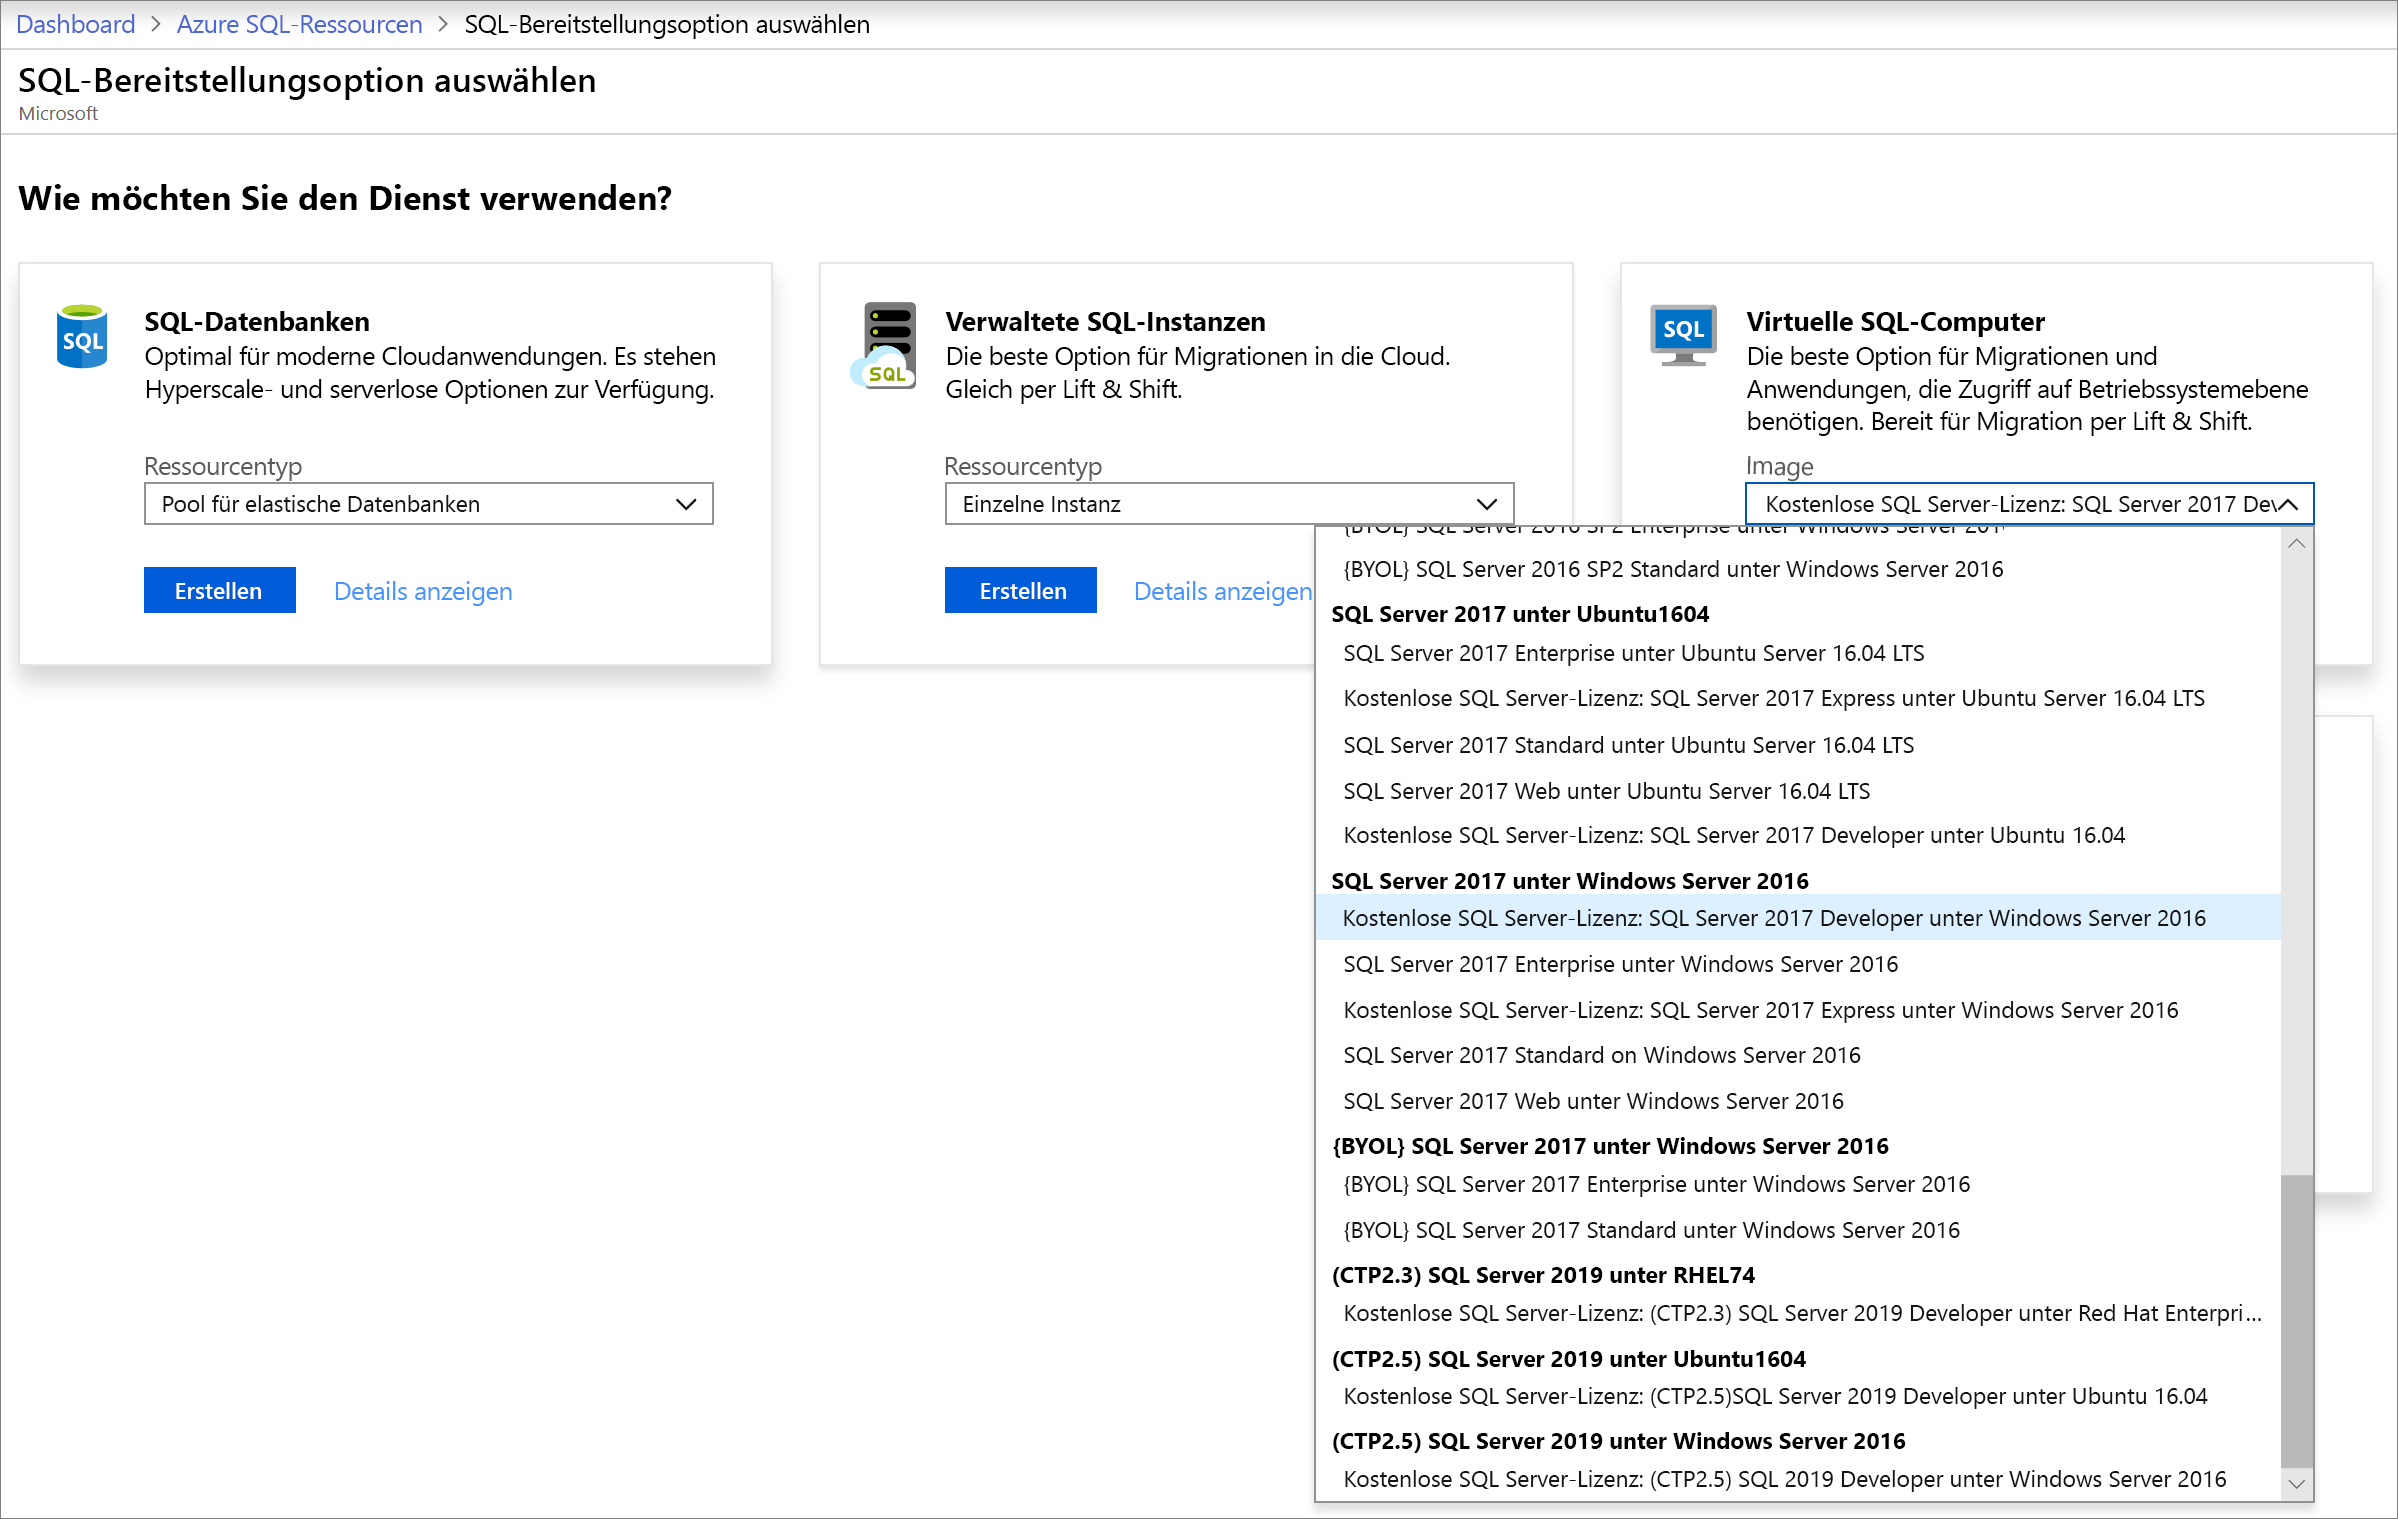 Dashboard > Azure SQL-Ressourcen > SQL-Bereitstellungsoption auswählen
SQL-Bereitstellungsoption auswählen
Microsoft
Wie möchten Sie den Dienst verwenden?
SQL
SQL-Datenbanken
Optimal für moderne Cloudanwendungen. Es stehen
Hyperscale- und serverlose Optionen zur Verfügung.
Ressourcentyp
Pool für elastische Datenbanken
Erstellen
Details anzeigen
SQL
Verwaltete SQL-Instanzen
Die beste Option für Migrationen in die Cloud.
Gleich per Lift & Shift.
Ressourcentyp
Einzelne Instanz
Erstellen
Details anzeigen
SQL
Virtuelle SQL-Computer
Die beste Option für Migrationen und
Anwendungen, die Zugriff auf Betriebssystemebene
benötigen. Bereit für Migration per Lift & Shift.
Image
Kostenlose SQL Server-Lizenz: SQL Server 2017 Dev
{BYOL} SQL Server 2016 SP2 Enterprise unter Windows Server 201
{BYOL} SQL Server 2016 SP2 Standard unter Windows Server 2016
SQL Server 2017 unter Ubuntu1604
SQL Server 2017 Enterprise unter Ubuntu Server 16.04 LTS
Kostenlose SQL Server-Lizenz: SQL Server 2017 Express unter Ubuntu Server 16.04 LTS
SQL Server 2017 Standard unter Ubuntu Server 16.04 LTS
SQL Server 2017 Web unter Ubuntu Server 16.04 LTS
Kostenlose SQL Server-Lizenz: SQL Server 2017 Developer unter Ubuntu 16.04
SQL Server 2017 unter Windows Server 2016
Kostenlose SQL Server-Lizenz: SQL Server 2017 Developer unter Windows Server 2016
SQL Server 2017 Enterprise unter Windows Server 2016
Kostenlose SQL Server-Lizenz: SQL Server 2017 Express unter Windows Server 2016
SQL Server 2017 Standard on Windows Server 2016
SQL Server 2017 Web unter Windows Server 2016
{BYOL} SQL Server 2017 unter Windows Server 2016
{BYOL} SQL Server 2017 Enterprise unter Windows Server 2016
{BYOL} SQL Server 2017 Standard unter Windows Server 2016
(CTP2.3) SQL Server 2019 unter RHEL74
Kostenlose SQL Server-Lizenz: (CTP2.3) SQL Server 2019 Developer unter Red Hat Enterpri...
(CTP2.5) SQL Server 2019 unter Ubuntu1604
Kostenlose SQL Server-Lizenz: (CTP2.5)SQL Server 2019 Developer unter Ubuntu 16.04
(CTP2.5) SQL Server 2019 unter Windows Server 2016
Kostenlose SQL Server-Lizenz: (CTP2.5) SQL 2019 Developer unter Windows Server 2016